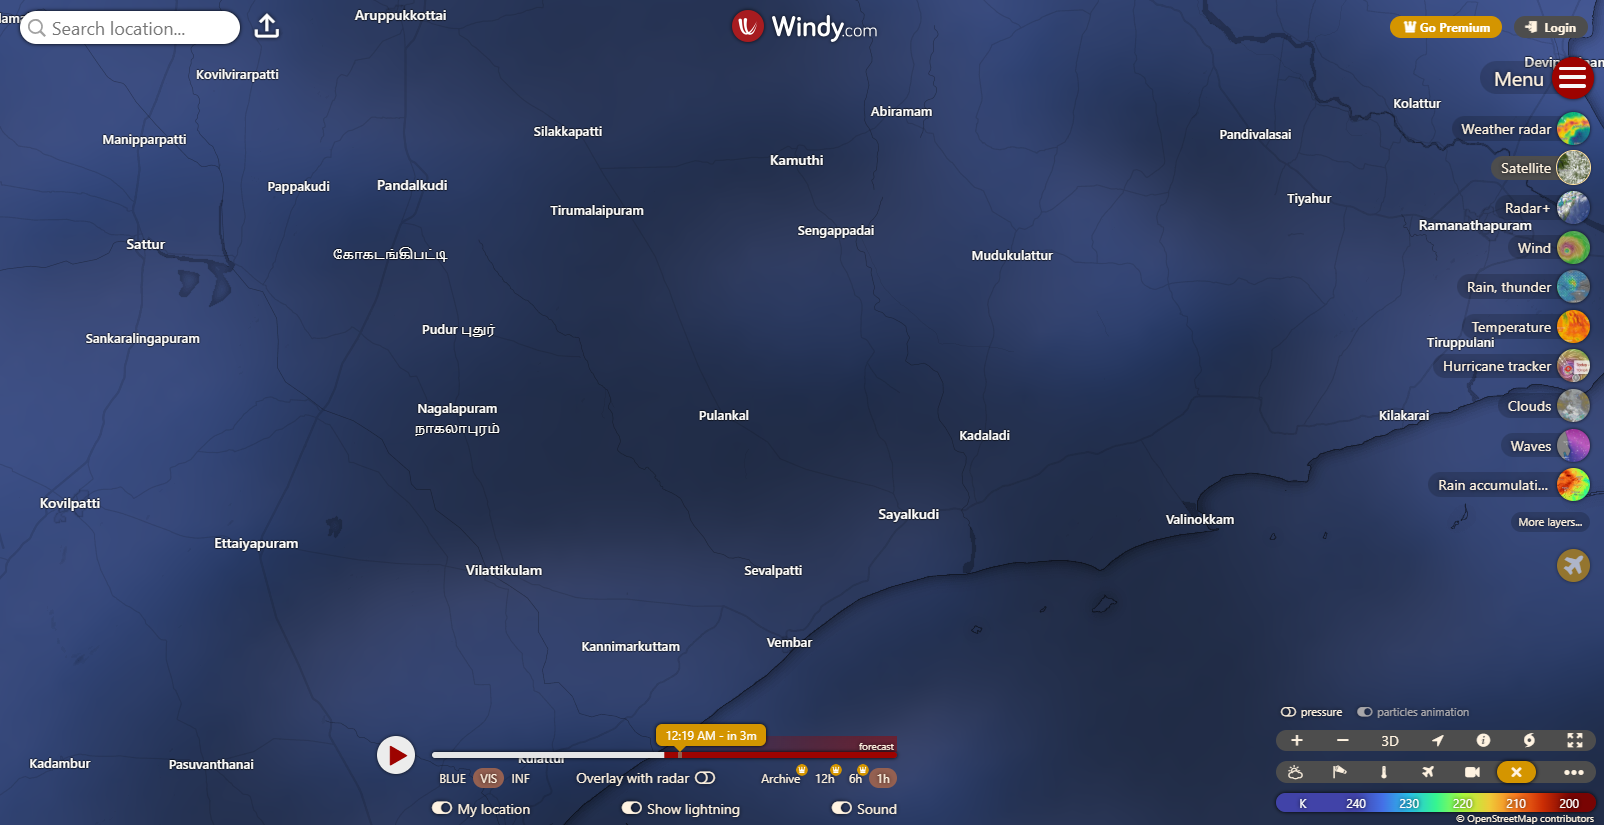 Search location...
Windy.com
Go Premium
Login
Menu
Weather radar
Satellite
Radar+
Wind
Rain, thunder
Temperature
Hurricane tracker
Clouds
Waves
Rain accumulati...
More layers...
Aruppukkottai
Kovilvirarpatti
Kolattur
Abiramam
Silakkapatti
Pandivalasai
Manipparpatti
Kamuthi
Pappakudi
Pandalkudi
Tiyahur
Tirumalaipuram
Ramanathapuram
Sengappadai
Sattur
கோகடங்கிபட்டி
Mudukulattur
Pudur புதூர்
Sankaralingapuram
Tiruppulani
Nagalapuram
நாகலாபுரம்
Pulankal
Kilakarai
Kadaladi
Kovilpatti
Sayalkudi
Valinokkam
Ettaiyapuram
Vilattikulam
Sevalpatti
Kannimarkuttam
Vembar
Kadambur
Pasuvanthanai
Kulattur
12:19 AM - in 3m
forecast
BLUE VIS INF
Overlay with radar
Archive 12h 6h 1h
My location
Show lightning
Sound
pressure
particles animation
3D
K 240 230 220 210 200
© OpenStreetMap contributors